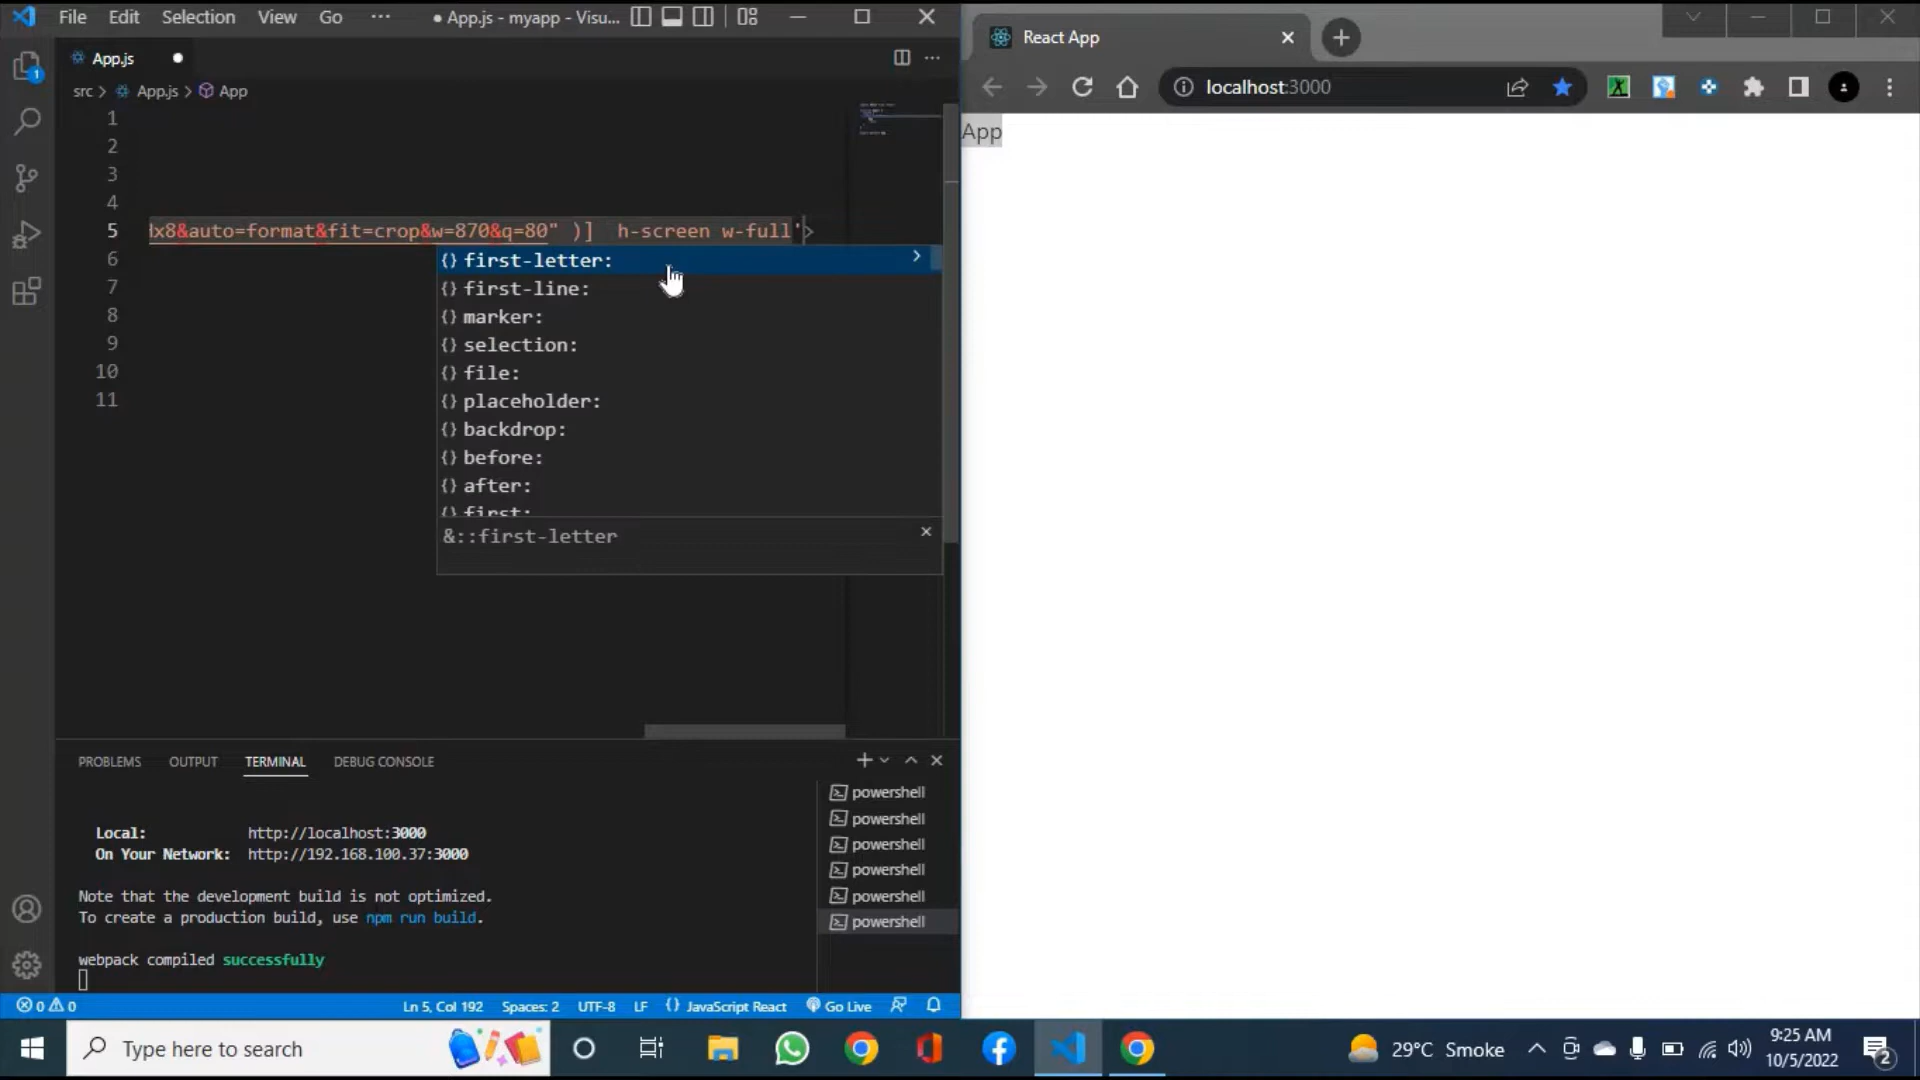 File Edit Selection View Go ··· ● App.js - myapp - Visu...
App.js
src > App.js > App
1
2
3
4
5 dx8&auto=format&fit=crop&w=870&q=80" )]  h-screen w-full'>
6
7
8
9
10
11
{} first-letter:
{} first-line:
{} marker:
{} selection:
{} file:
{} placeholder:
{} backdrop:
{} before:
{} after:
{} first:
&::first-letter
PROBLEMS OUTPUT TERMINAL DEBUG CONSOLE
Local: http://localhost:3000
On Your Network: http://192.168.100.37:3000
Note that the development build is not optimized.
To create a production build, use npm run build.
webpack compiled successfully
powershell
powershell
powershell
powershell
powershell
powershell
0 0 Ln 5, Col 192 Spaces: 2 UTF-8 LF {} JavaScript React Go Live
React App
localhost:3000
App
Type here to search
29°C Smoke
9:25 AM
10/5/2022
2
1